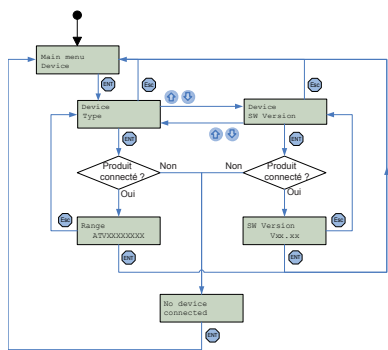 Main menu
Device
ENT
Esc
Esc
Device
Type
Device
SW Version
ENT
ENT
Produit
connecté ?
Non
Non
Produit
connecté ?
Oui
Oui
Esc
Range
ATVXXXXXXXX
SW Version
Vxx.xx
Esc
ENT
ENT
No device
connected
ENT